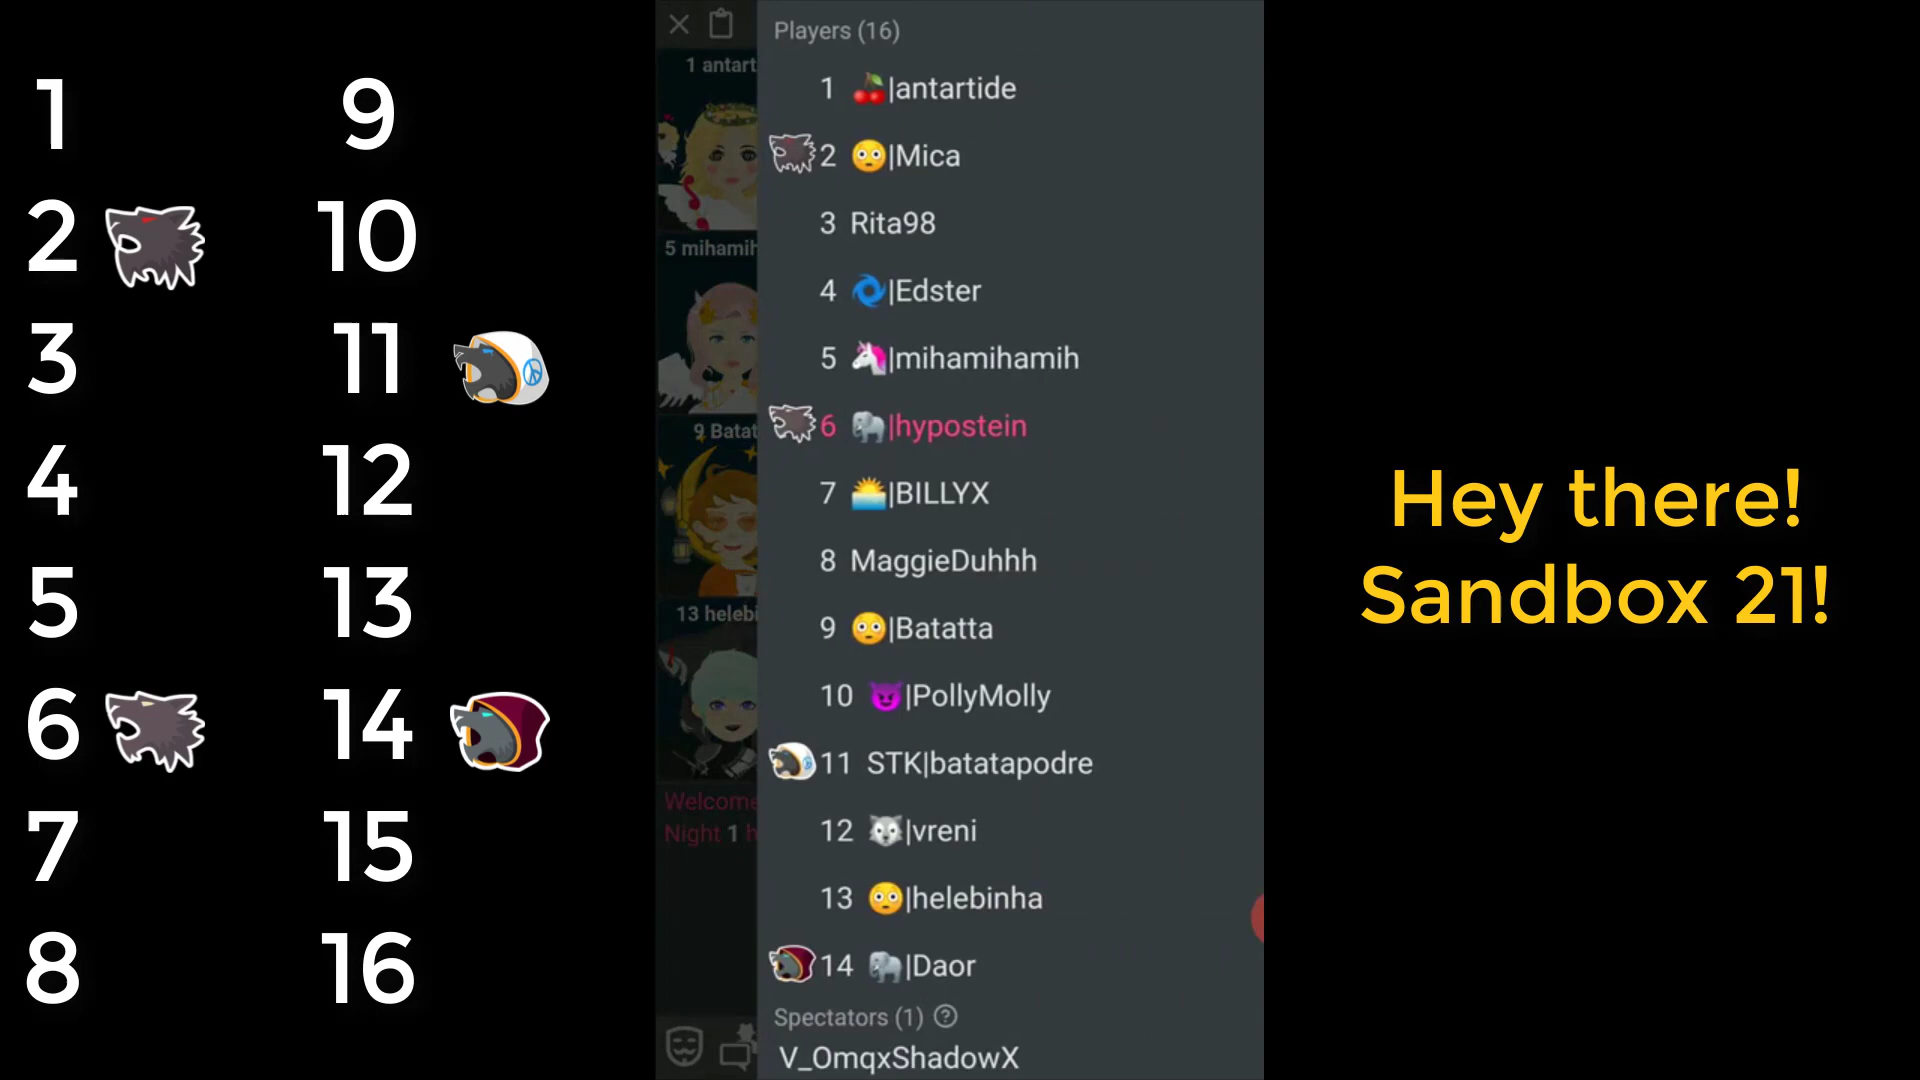 1
2
3
4
5
6
7
8
9
10
11
12
13
14
15
16
1 antart
5 mihamih
9 Batat
13 helebi
Welcome
Night 1 h
Players (16)
1 🍒|antartide
2 😳|Mica
3 Rita98
4 🌀|Edster
5 🦄|mihamihamih
6 🐘|hypostein
7 🌅|BILLYX
8 MaggieDuhhh
9 😳|Batatta
10 😈|PollyMolly
11 STK|batatapodre
12 🐺|vreni
13 😳|helebinha
14 🐘|Daor
Spectators (1) ?
V_OmqxShadowX
Hey there!
Sandbox 21!